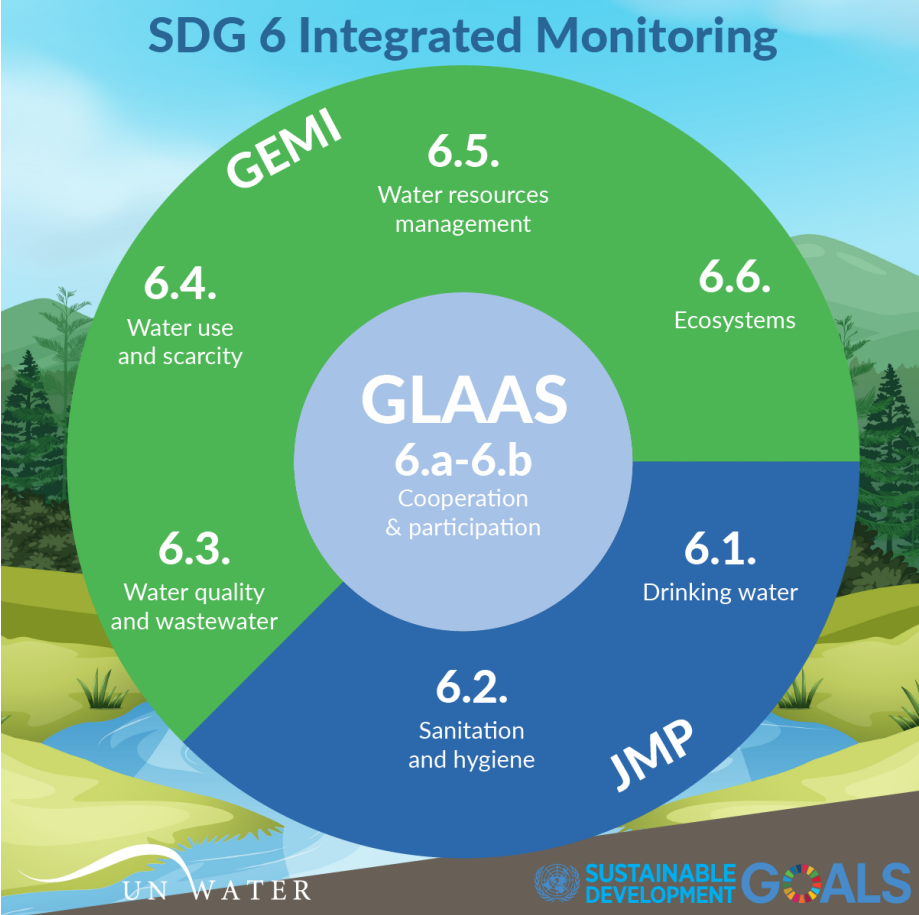 SDG 6 Integrated Monitoring
GEMI
6.5.
Water resources
management
6.6.
Ecosystems
6.4.
Water use
and scarcity
GLAAS
6.a-6.b
Cooperation
& participation
6.3.
Water quality
and wastewater
6.1.
Drinking water
6.2.
Sanitation
and hygiene
JMP
UN WATER
SUSTAINABLE
DEVELOPMENT
GOALS